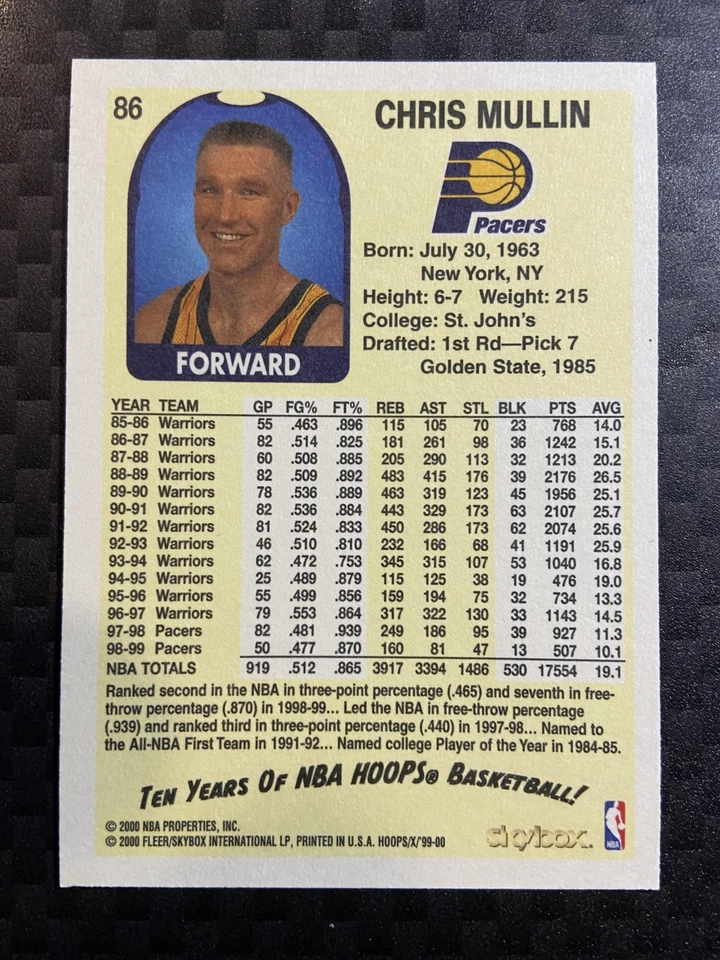 86
CHRIS MULLIN
Pacers
Born: July 30, 1963
New York, NY
Height: 6-7 Weight: 215
College: St. John's
Drafted: 1st Rd—Pick 7
Golden State, 1985
FORWARD
YEAR TEAM GP FG% FT% REB AST STL BLK PTS AVG
85-86 Warriors 55 .463 .896 115 105 70 23 768 14.0
86-87 Warriors 82 .514 .825 181 261 98 36 1242 15.1
87-88 Warriors 60 .508 .885 205 290 113 32 1213 20.2
88-89 Warriors 82 .509 .892 483 415 176 39 2176 26.5
89-90 Warriors 78 .536 .889 463 319 123 45 1956 25.1
90-91 Warriors 82 .536 .884 443 329 173 63 2107 25.7
91-92 Warriors 81 .524 .833 450 286 173 62 2074 25.6
92-93 Warriors 46 .510 .810 232 166 68 41 1191 25.9
93-94 Warriors 62 .472 .753 345 315 107 53 1040 16.8
94-95 Warriors 25 .489 .879 115 125 38 19 476 19.0
95-96 Warriors 55 .499 .856 159 194 75 32 734 13.3
96-97 Warriors 79 .553 .864 317 322 130 33 1143 14.5
97-98 Pacers 82 .481 .939 249 186 95 39 927 11.3
98-99 Pacers 50 .477 .870 160 81 47 13 507 10.1
NBA TOTALS 919 .512 .865 3917 3394 1486 530 17554 19.1
Ranked second in the NBA in three-point percentage (.465) and seventh in free-
throw percentage (.870) in 1998-99... Led the NBA in free-throw percentage
(.939) and ranked third in three-point percentage (.440) in 1997-98... Named to
the All-NBA First Team in 1991-92... Named college Player of the Year in 1984-85.
TEN YEARS OF NBA HOOPS® BASKETBALL!
© 2000 NBA PROPERTIES, INC.
© 2000 FLEER/SKYBOX INTERNATIONAL LP, PRINTED IN U.S.A. HOOPS/X/'99-00
skybox.
NBA